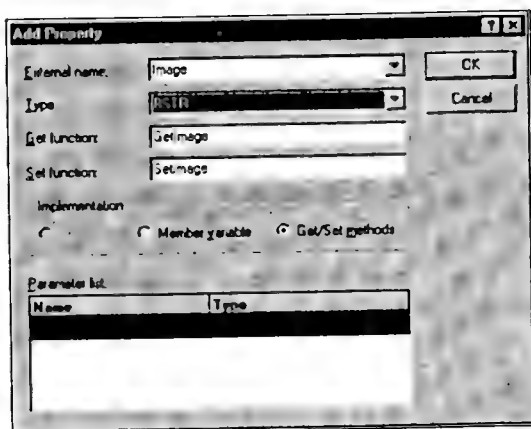 Add Property
External name: Image
OK
Type BSTR
Cancel
Get function: GetImage
Set function: SetImage
Implementation
Member variable Get/Set methods
Parameter list
Name Type